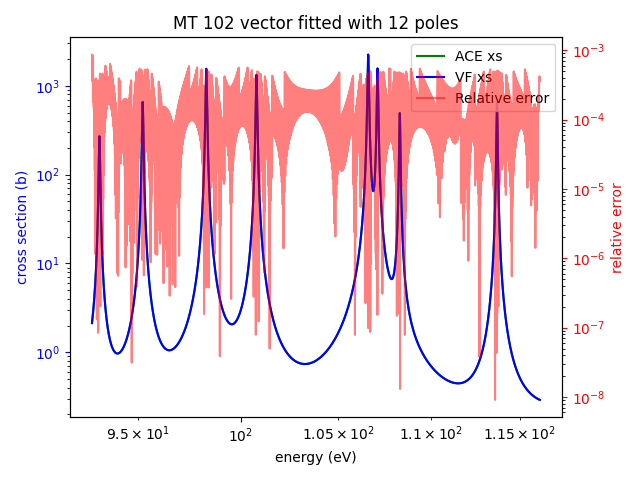 MT 102 vector fitted with 12 poles
ACE xs
VF xs
Relative error
cross section (b)
10³
10²
10¹
10⁰
10⁻³
10⁻⁴
10⁻⁵
10⁻⁶
10⁻⁷
10⁻⁸
relative error
9.5 × 10¹
10²
1.05 × 10²
1.1 × 10²
1.15 × 10²
energy (eV)